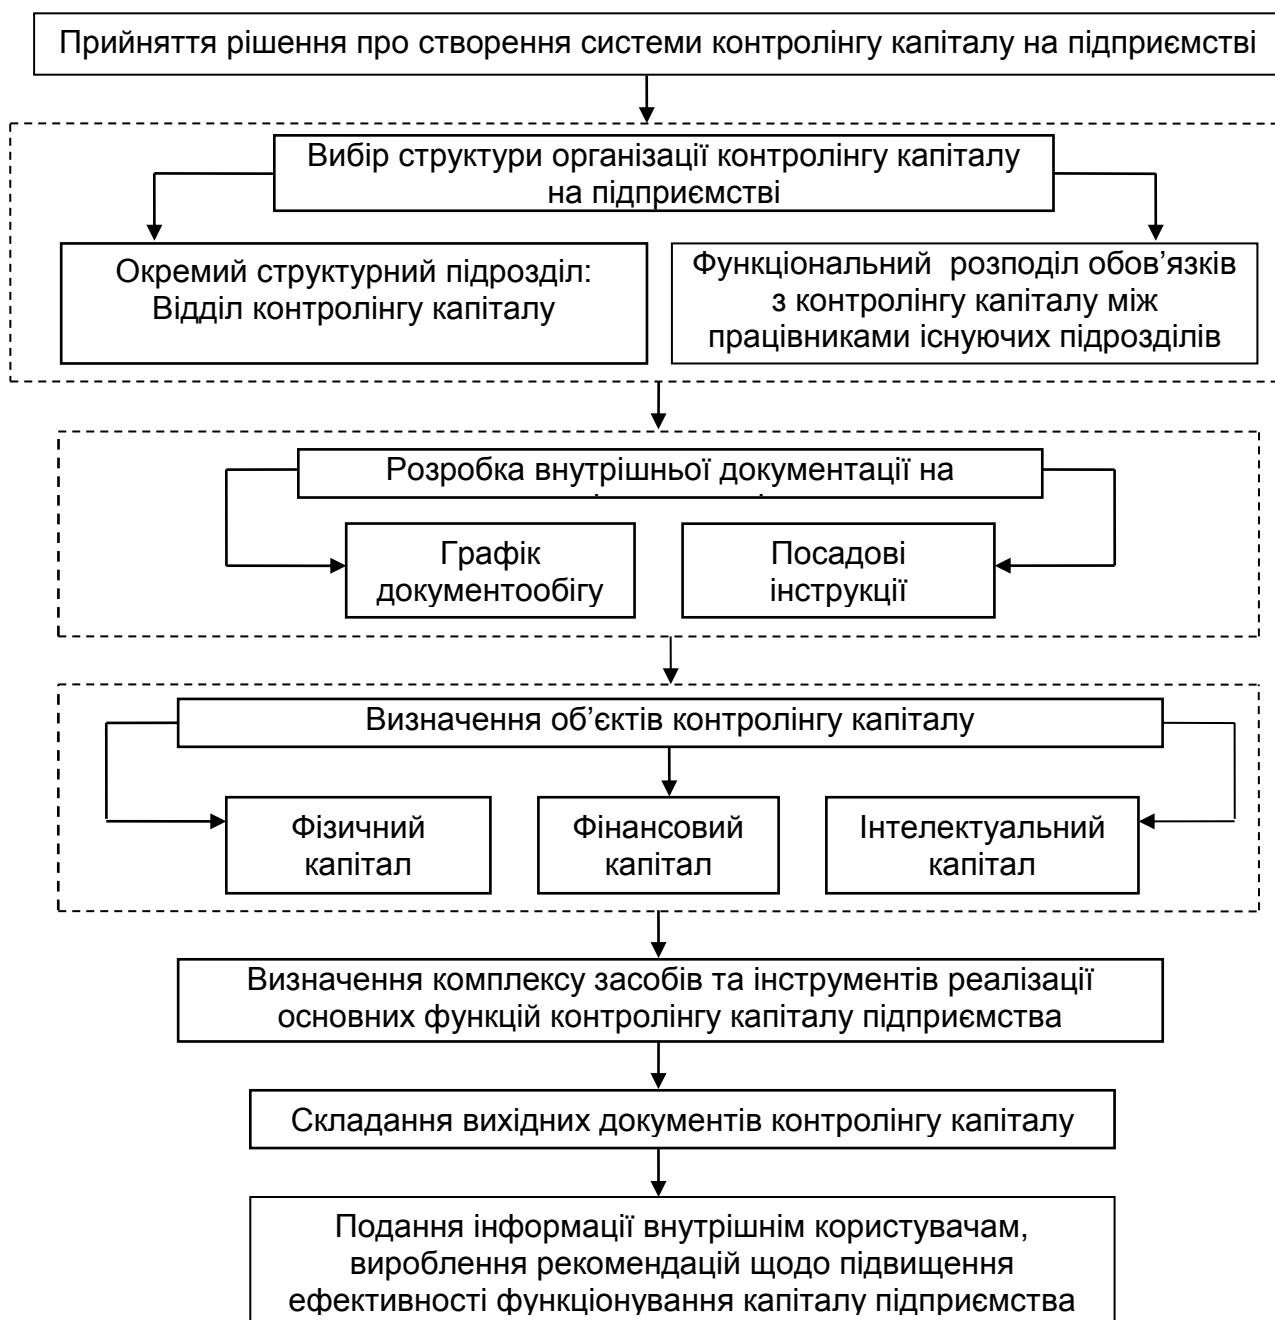 Прийняття рішення про створення системи контролінгу капіталу на підприємстві
Вибір структури організації контролінгу капіталу
на підприємстві
Окремий структурний підрозділ:
Відділ контролінгу капіталу
Функціональний розподіл обов’язків
з контролінгу капіталу між
працівниками існуючих підрозділів
Розробка внутрішньої документації на
Графік
документообігу
Посадові
інструкції
Визначення об’єктів контролінгу капіталу
Фізичний
капітал
Фінансовий
капітал
Інтелектуальний
капітал
Визначення комплексу засобів та інструментів реалізації
основних функцій контролінгу капіталу підприємства
Складання вихідних документів контролінгу капіталу
Подання інформації внутрішнім користувачам,
вироблення рекомендацій щодо підвищення
ефективності функціонування капіталу підприємства